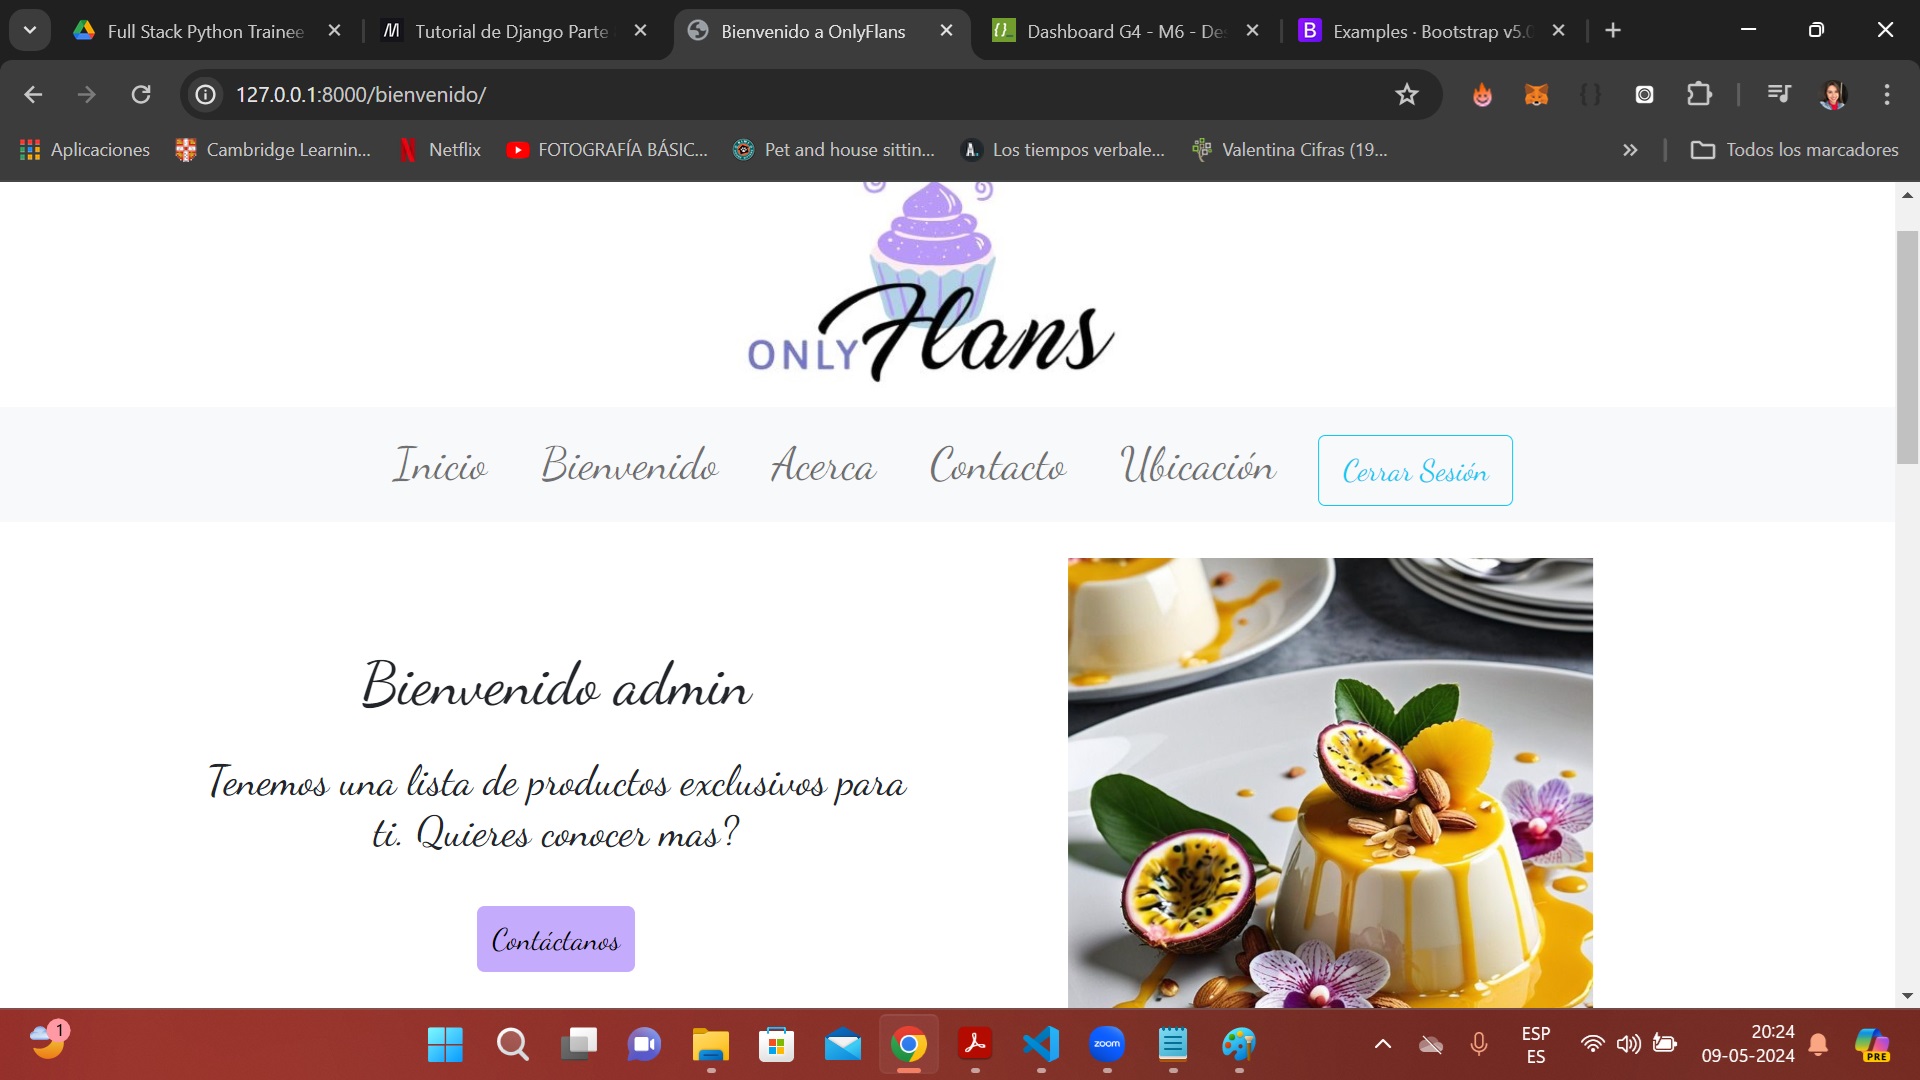 Full Stack Python Trainee
Tutorial de Django Parte
Bienvenido a OnlyFlans
Dashboard G4 - M6 - De
Examples · Bootstrap v5.0
127.0.0.1:8000/bienvenido/
Aplicaciones
Cambridge Learnin...
Netflix
FOTOGRAFÍA BÁSIC...
Pet and house sittin...
Los tiempos verbale...
Valentina Cifras (19...
Todos los marcadores
ONLY Flans
Inicio
Bienvenido
Acerca
Contacto
Ubicación
Cerrar Sesión
Bienvenido admin
Tenemos una lista de productos exclusivos para
ti. Quieres conocer mas?
Contáctanos
1
zoom
ESP
ES
20:24
09-05-2024
PRE